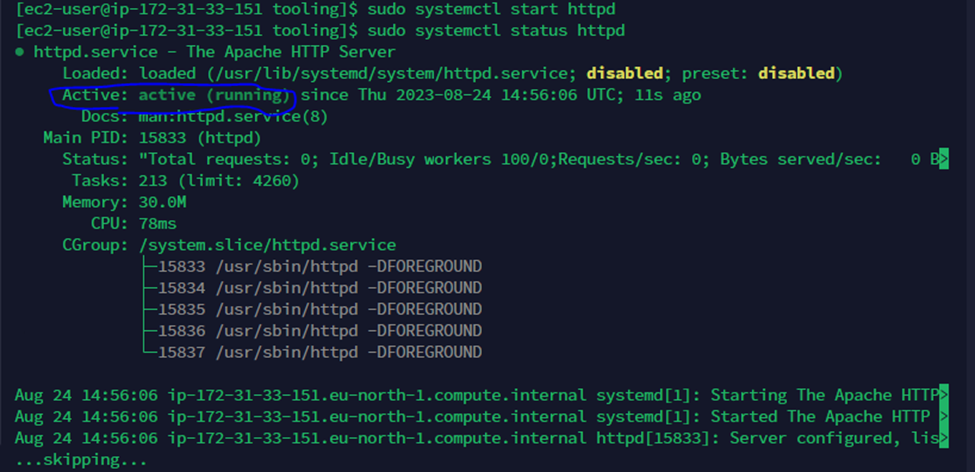 [ec2-user@ip-172-31-33-151 tooling]$ sudo systemctl start httpd
[ec2-user@ip-172-31-33-151 tooling]$ sudo systemctl status httpd
● httpd.service - The Apache HTTP Server
Loaded: loaded (/usr/lib/systemd/system/httpd.service; disabled; preset: disabled)
Active: active (running) since Thu 2023-08-24 14:56:06 UTC; 11s ago
Docs: man:httpd.service(8)
Main PID: 15833 (httpd)
Status: "Total requests: 0; Idle/Busy workers 100/0;Requests/sec: 0; Bytes served/sec:   0 B>
Tasks: 213 (limit: 4260)
Memory: 30.0M
CPU: 78ms
CGroup: /system.slice/httpd.service
├─15833 /usr/sbin/httpd -DFOREGROUND
├─15834 /usr/sbin/httpd -DFOREGROUND
├─15835 /usr/sbin/httpd -DFOREGROUND
├─15836 /usr/sbin/httpd -DFOREGROUND
└─15837 /usr/sbin/httpd -DFOREGROUND
Aug 24 14:56:06 ip-172-31-33-151.eu-north-1.compute.internal systemd[1]: Starting The Apache HTTP>
Aug 24 14:56:06 ip-172-31-33-151.eu-north-1.compute.internal systemd[1]: Started The Apache HTTP >
Aug 24 14:56:06 ip-172-31-33-151.eu-north-1.compute.internal httpd[15833]: Server configured, lis>
...skipping...